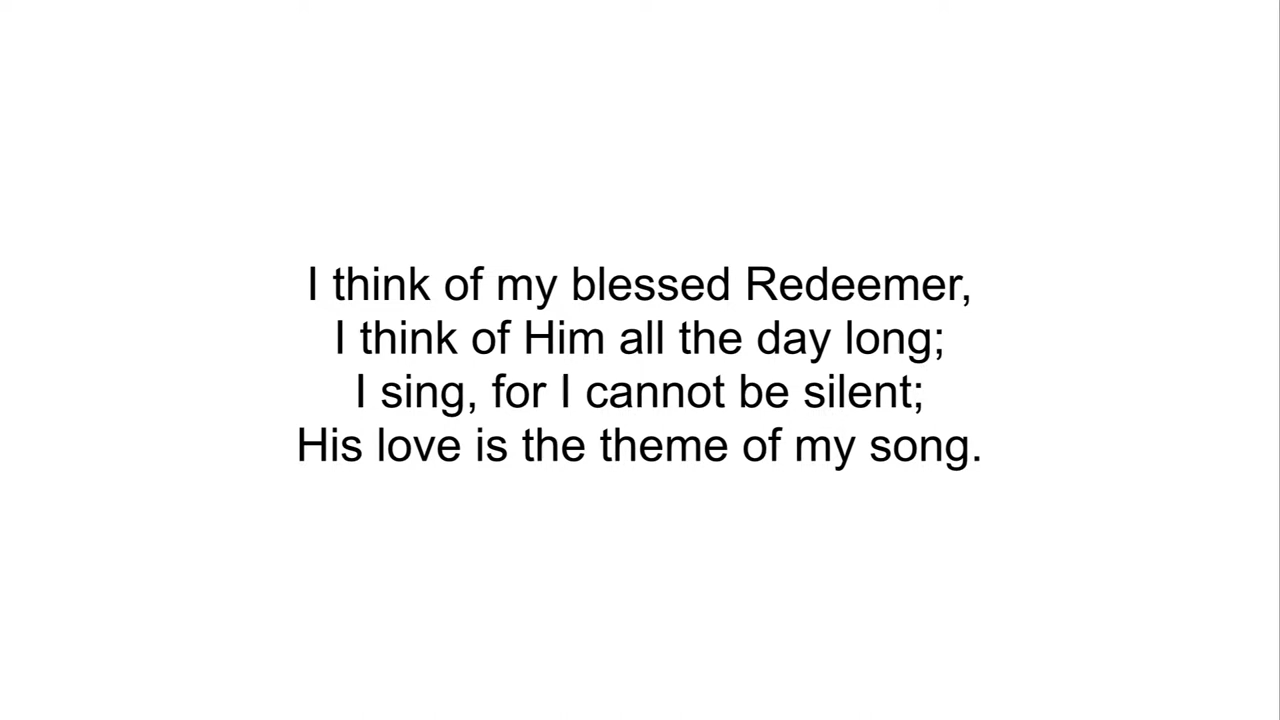 I think of my blessed Redeemer,
I think of Him all the day long;
I sing, for I cannot be silent;
His love is the theme of my song.